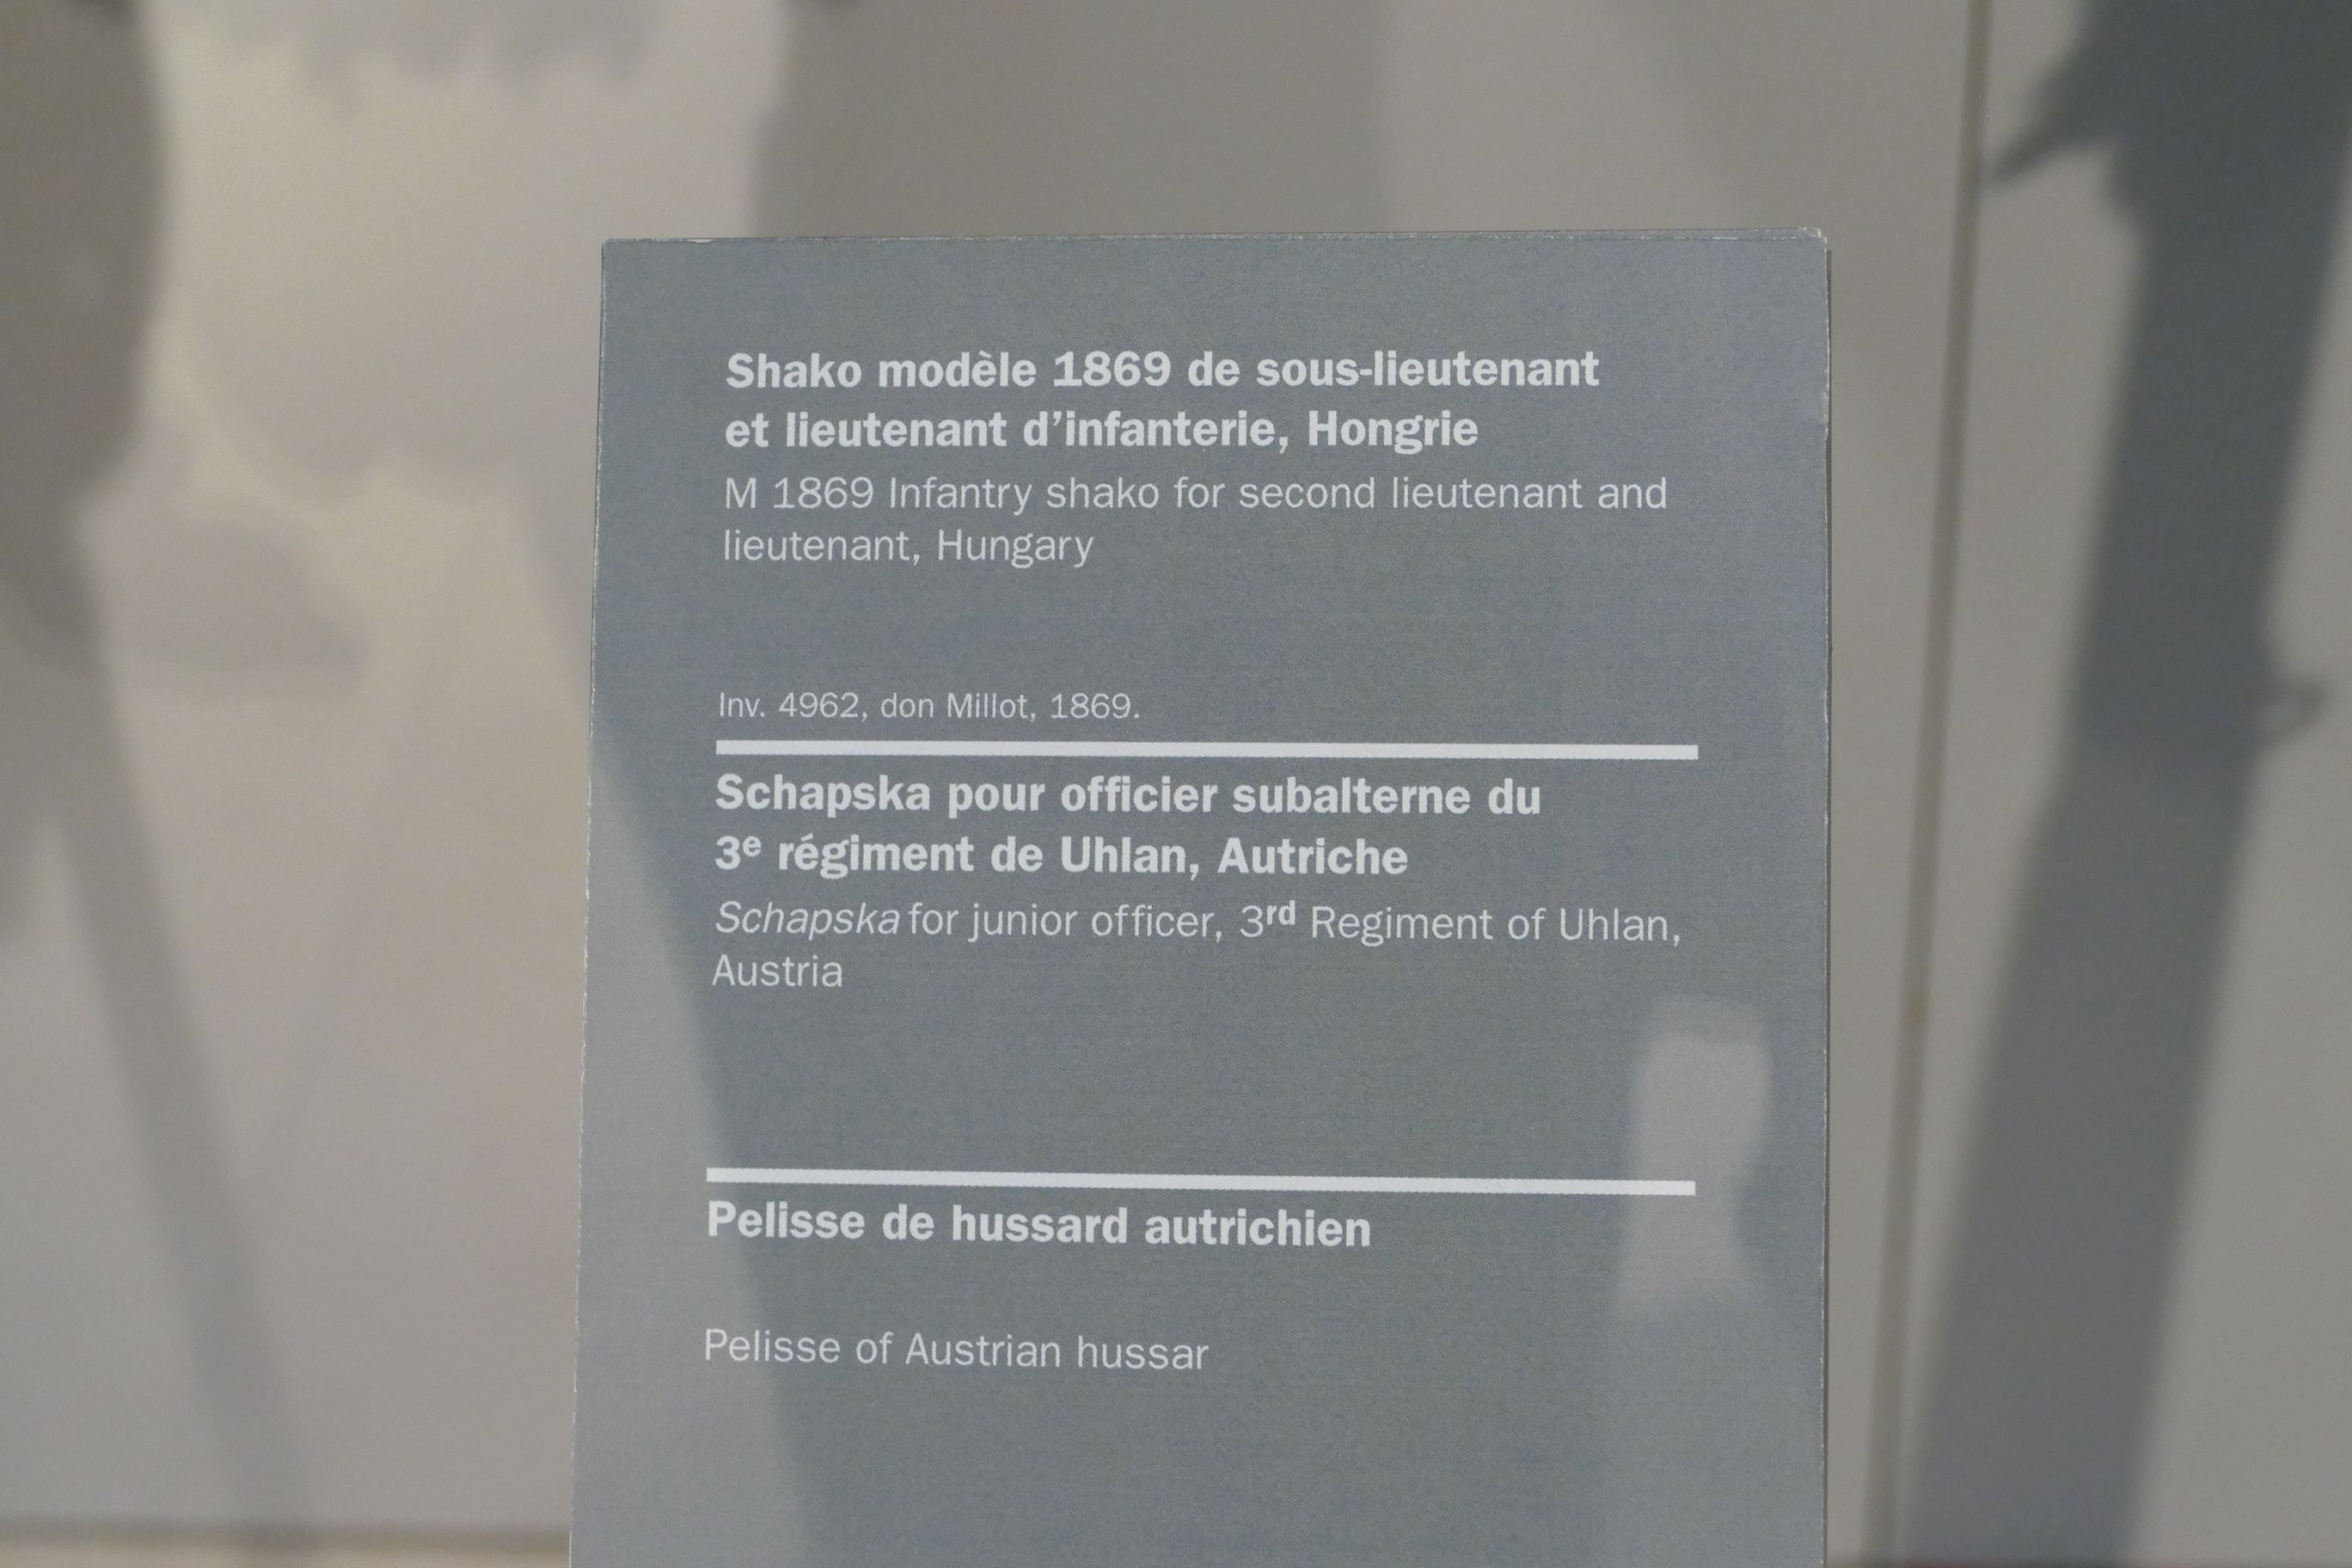 Shako modèle 1869 de sous-lieutenant
et lieutenant d’infanterie, Hongrie
M 1869 Infantry shako for second lieutenant and
lieutenant, Hungary
Inv. 4962, don Millot, 1869.
Schapska pour officier subalterne du
3e régiment de Uhlan, Autriche
Schapska for junior officer, 3rd Regiment of Uhlan,
Austria
Pelisse de hussard autrichien
Pelisse of Austrian hussar